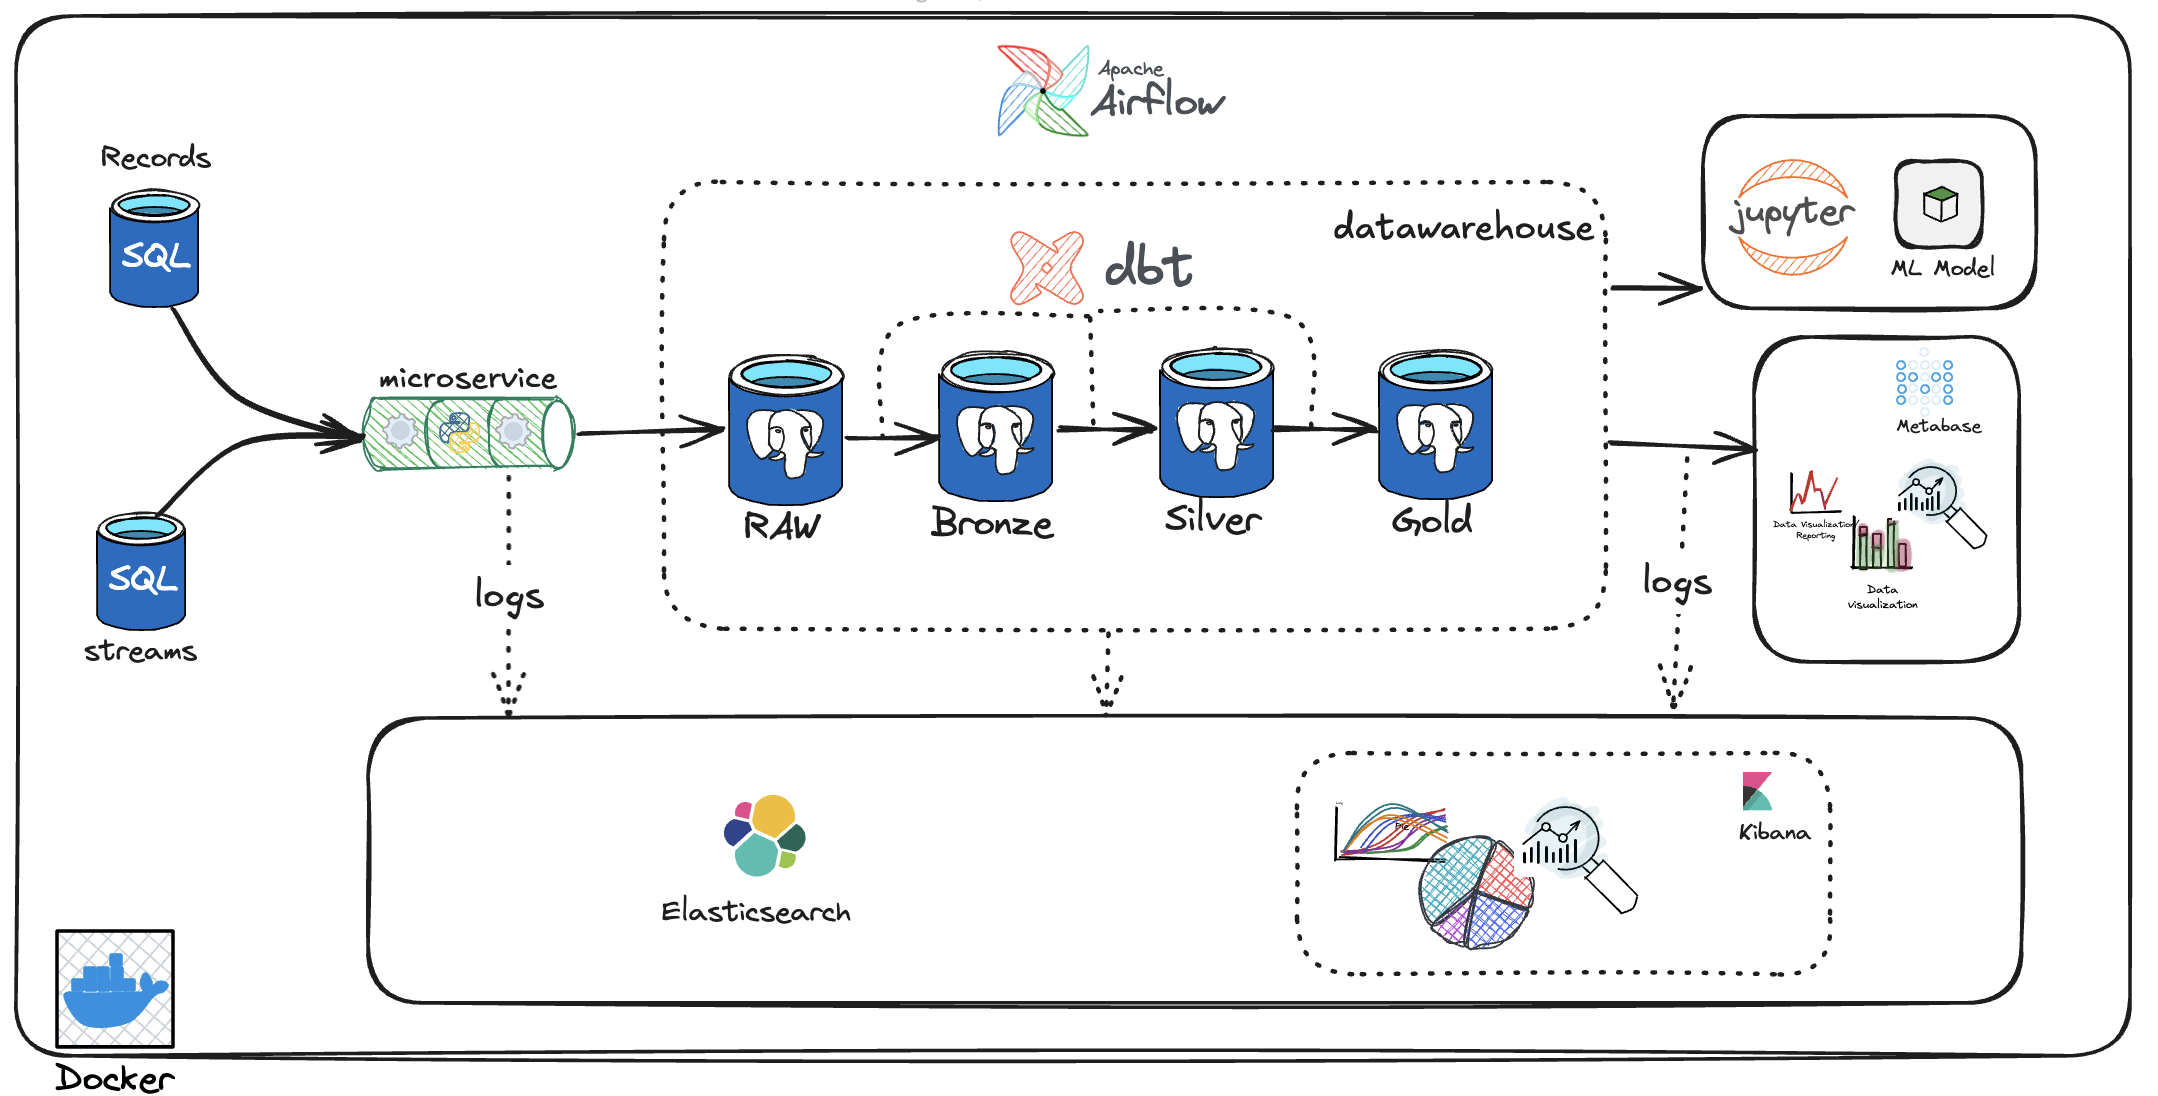 Apache
Airflow
Records
SQL
datawarehouse
dbt
jupyter
ML Model
microservice
Metabase
RAW
Bronze
Silver
Gold
Data Visualization/
Reporting
SQL
streams
logs
logs
Data
Visualization
Pie
Kibana
Elasticsearch
Docker